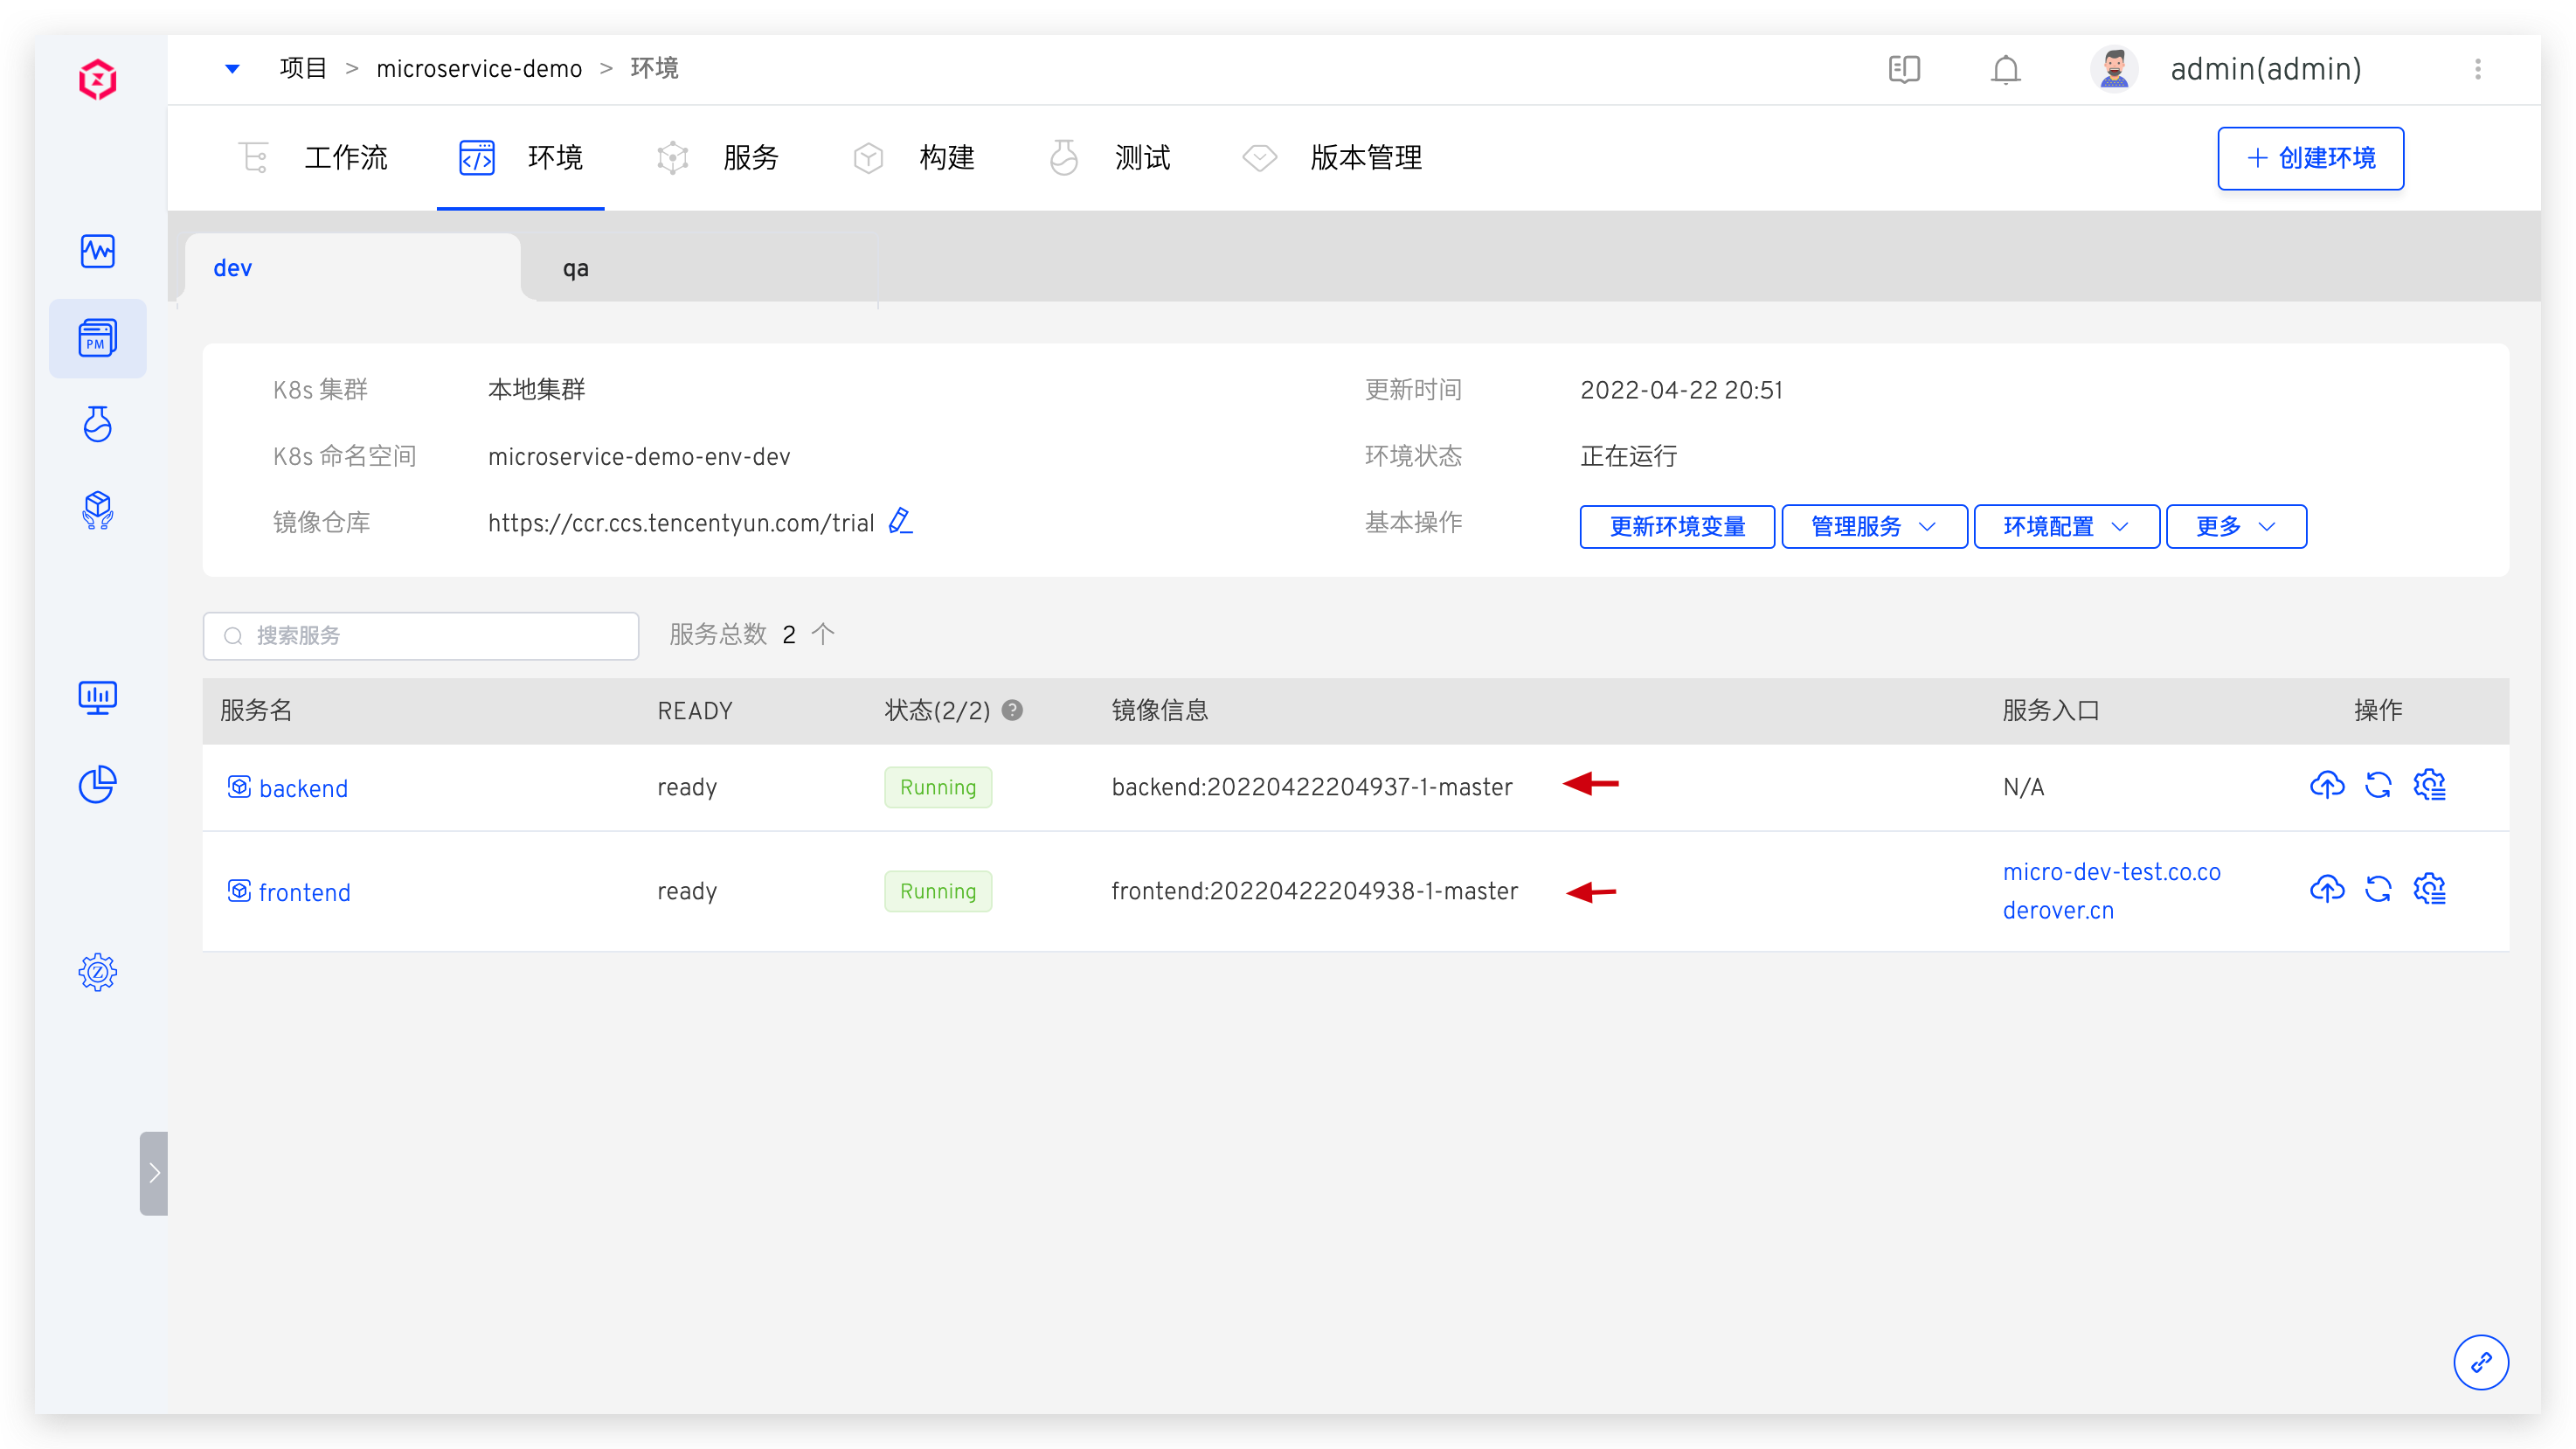 项目 > microservice-demo > 环境
admin(admin)
工作流 环境 服务 构建 测试 版本管理
+ 创建环境
dev qa
PM
K8s 集群 本地集群 更新时间 2022-04-22 20:51
K8s 命名空间 microservice-demo-env-dev 环境状态 正在运行
镜像仓库 https://ccr.ccs.tencentyun.com/trial 基本操作 更新环境变量 管理服务 环境配置 更多
搜索服务 服务总数 2 个
服务名 READY 状态(2/2) ? 镜像信息 服务入口 操作
backend ready Running backend:20220422204937-1-master N/A
frontend ready Running frontend:20220422204938-1-master micro-dev-test.co.co
derover.cn